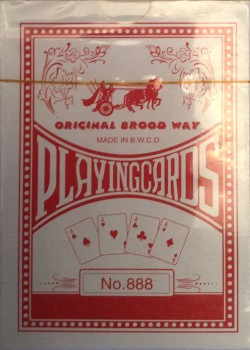 ORIGINAL BROOD WAY
MADE IN B.W.C.D
PLAYINGCARDS
No.888